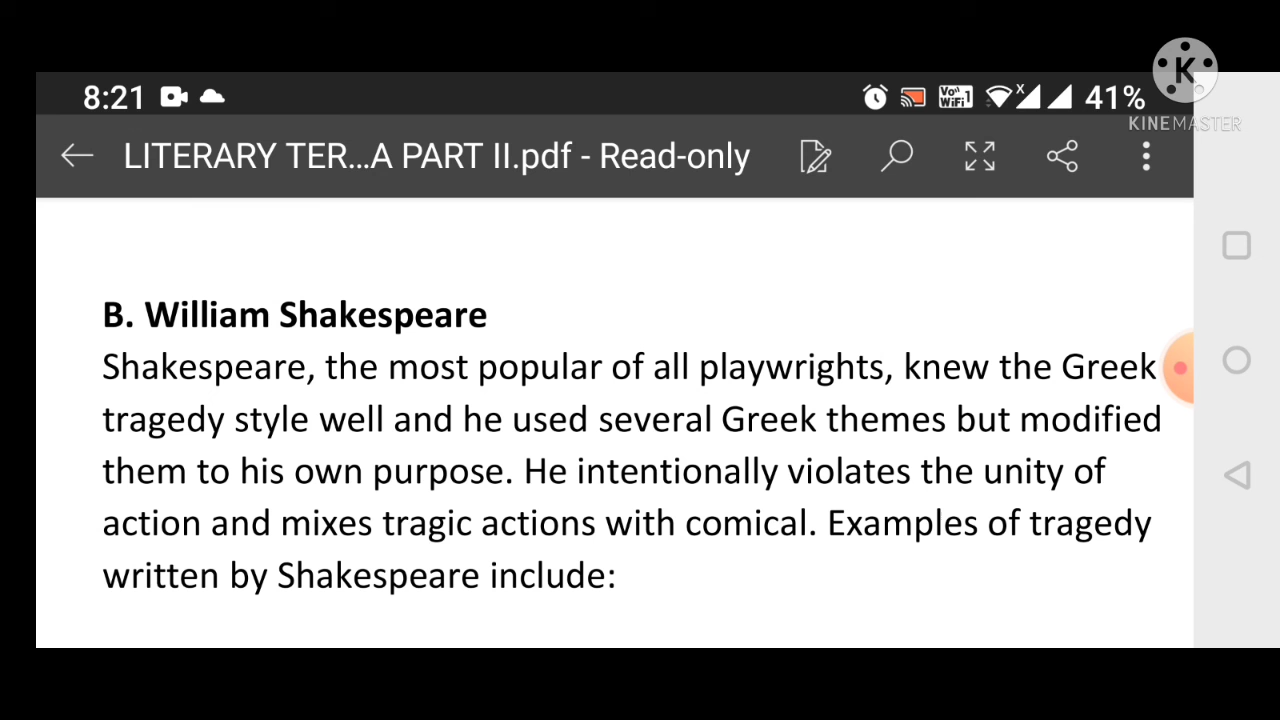 K
8:21 Vo WiFi 1 x 41%
KINEMASTER
LITERARY TER...A PART II.pdf - Read-only
B. William Shakespeare
Shakespeare, the most popular of all playwrights, knew the Greek
tragedy style well and he used several Greek themes but modified
them to his own purpose. He intentionally violates the unity of
action and mixes tragic actions with comical. Examples of tragedy
written by Shakespeare include: